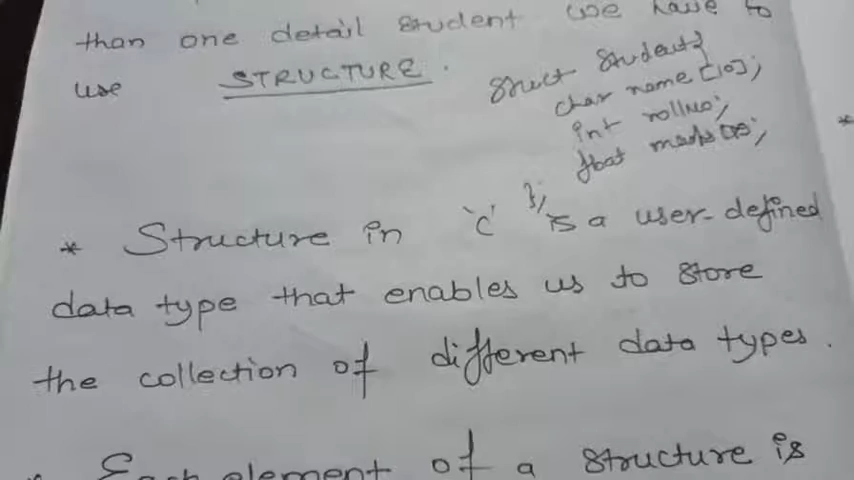 than one detail student we have to
use STRUCTURE.
struct student{
char name[10];
int rollno;
float marks
};
* Structure in 'C' is a user-defined
data type that enables us to store
the collection of different data types.
* Each element of a structure is